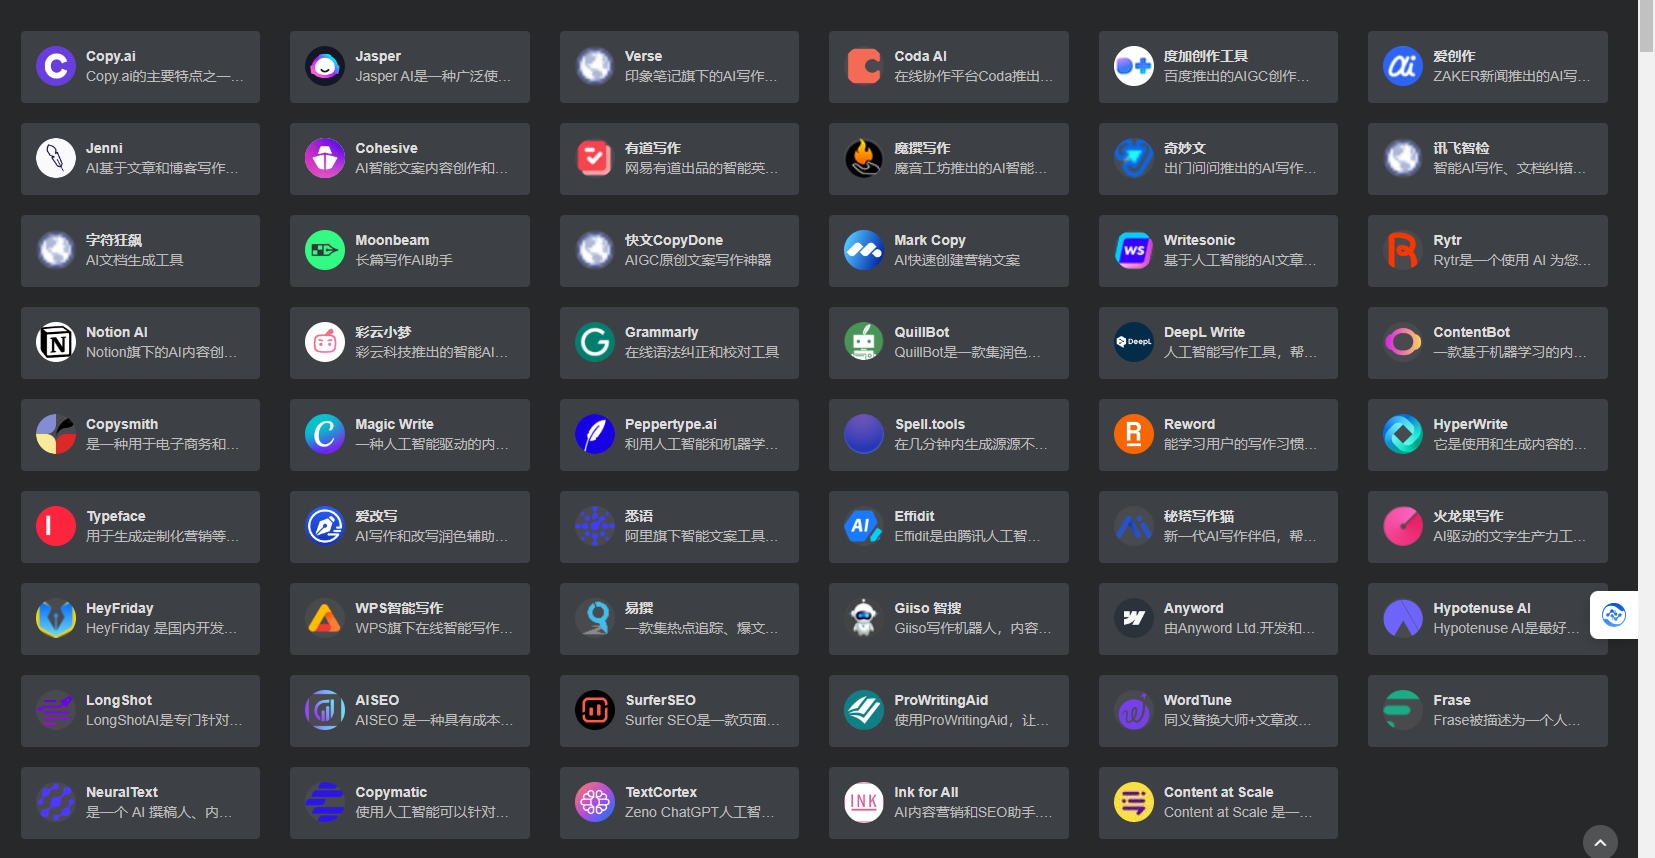 Copy.ai
Copy.ai的主要特点之一...
Jasper
Jasper AI是一种广泛使...
Verse
印象笔记旗下的AI写作...
Coda AI
在线协作平台Coda推出...
度加创作工具
百度推出的AIGC创作...
爱创作
ZAKER新闻推出的AI写...
Jenni
AI基于文章和博客写作...
Cohesive
AI智能文案内容创作和...
有道写作
网易有道出品的智能英...
魔撰写作
魔音工坊推出的AI智能...
奇妙文
出门问问推出的AI写作...
讯飞智检
智能AI写作、文档纠错...
字符狂飙
AI文档生成工具
Moonbeam
长篇写作AI助手
快文CopyDone
AIGC原创文案写作神器
Mark Copy
AI快速创建营销文案
WS
Writesonic
基于人工智能的AI文章...
Rytr
Rytr是一个使用 AI 为您...
Notion AI
Notion旗下的AI内容创...
彩云小梦
彩云科技推出的智能AI...
Grammarly
在线语法纠正和校对工具
QuillBot
QuillBot是一款集润色...
DeepL
DeepL Write
人工智能写作工具，帮...
ContentBot
一款基于机器学习的内...
Copysmith
是一种用于电子商务和...
Magic Write
一种人工智能驱动的内...
Peppertype.ai
利用人工智能和机器学...
Spell.tools
在几分钟内生成源源不...
Reword
能学习用户的写作习惯...
HyperWrite
它是使用和生成内容的...
Typeface
用于生成定制化营销等...
爱改写
AI写作和改写润色辅助...
悉语
阿里旗下智能文案工具...
AI
Effidit
Effidit是由腾讯人工智...
秘塔写作猫
新一代AI写作伴侣，帮...
火龙果写作
AI驱动的文字生产力工...
HeyFriday
HeyFriday 是国内开发...
WPS智能写作
WPS旗下在线智能写作...
易撰
一款集热点追踪、爆文...
Giiso 智搜
Giiso写作机器人，内容...
Anyword
由Anyword Ltd.开发和...
Hypotenuse AI
Hypotenuse AI是最好...
LongShot
LongShotAI是专门针对...
AISEO
AISEO 是一种具有成本...
SurferSEO
Surfer SEO是一款页面...
ProWritingAid
使用ProWritingAid，让...
WordTune
同义替换大师+文章改...
Frase
Frase被描述为一个人...
NeuralText
是一个 AI 撰稿人、内...
Copymatic
使用人工智能可以针对...
TextCortex
Zeno ChatGPT人工智...
INK
Ink for All
AI内容营销和SEO助手....
Content at Scale
Content at Scale 是一...